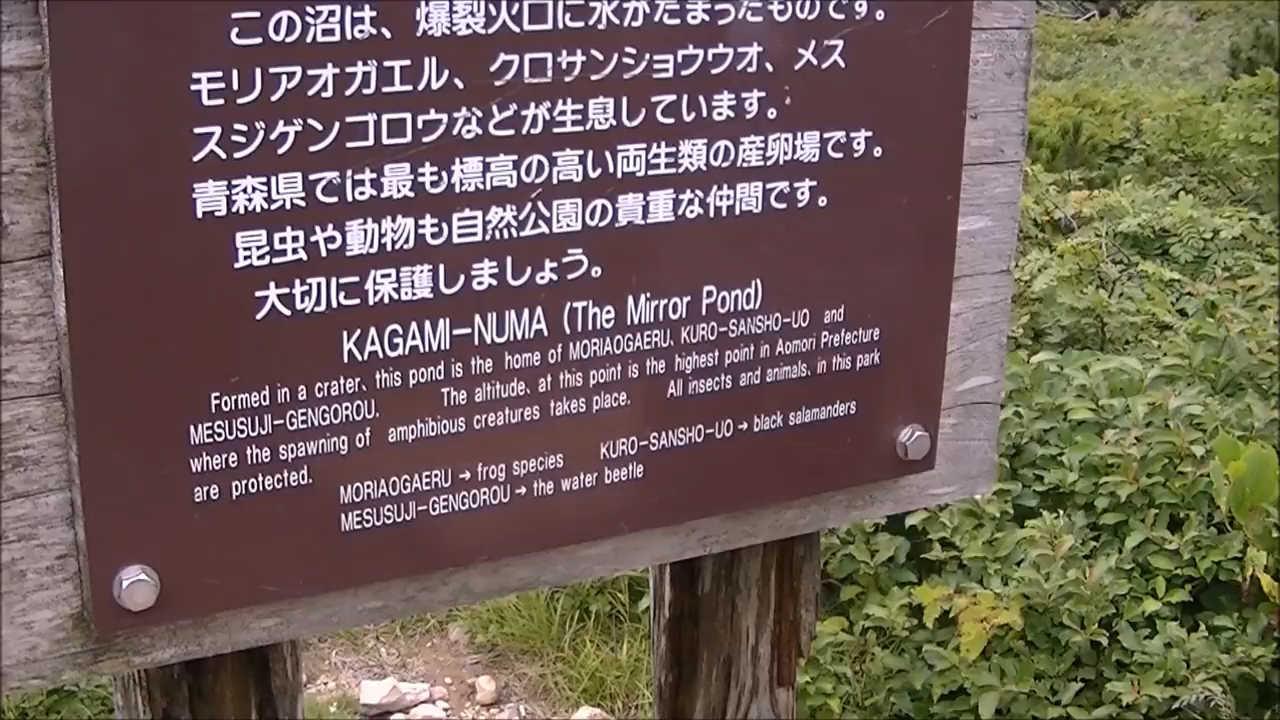 この沼は、爆裂火口に水がたまったものです。
モリアオガエル、クロサンショウウオ、メス
スジゲンゴロウなどが生息しています。
青森県では最も標高の高い両生類の産卵場です。
昆虫や動物も自然公園の貴重な仲間です。
大切に保護しましょう。
KAGAMI-NUMA (The Mirror Pond)
Formed in a crater, this pond is the home of MORIAOGAERU, KURO-SANSHO-UO and
MESUSUJI-GENGOROU. The altitude, at this point is the highest point in Aomori Prefecture
where the spawning of amphibious creatures takes place. All insects and animals, in this park
are protected.
MORIAOGAERU → frog species KURO-SANSHO-UO → black salamanders
MESUSUJI-GENGOROU → the water beetle